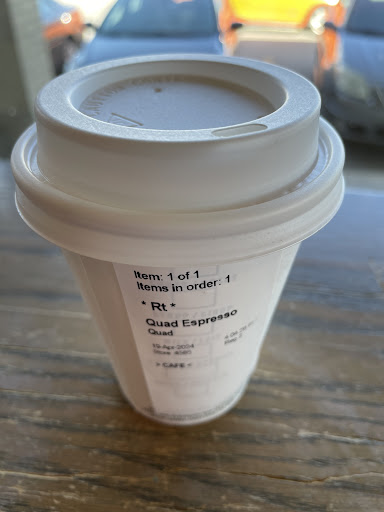 Item: 1 of 1
Items in order: 1
* Rt *
Quad Espresso
Quad
19-Apr-2024
Store 4080
> CAFE <